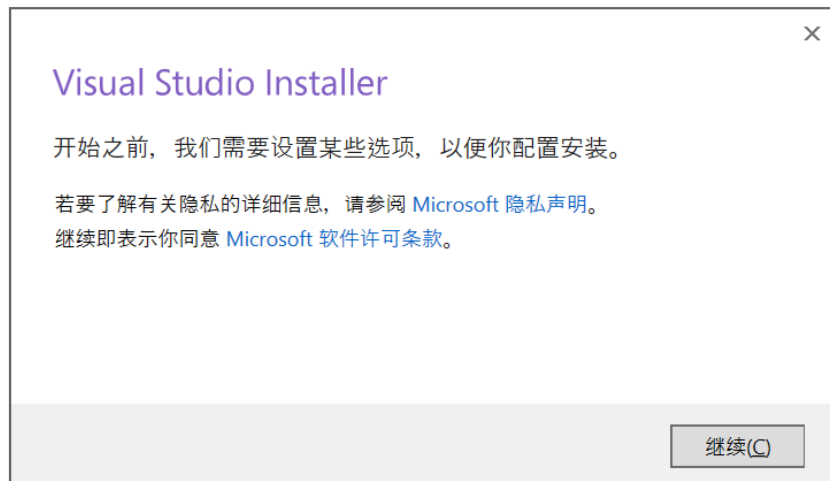 Visual Studio Installer
开始之前，我们需要设置某些选项，以便你配置安装。
若要了解有关隐私的详细信息，请参阅 Microsoft 隐私声明。
继续即表示你同意 Microsoft 软件许可条款。
继续(C)